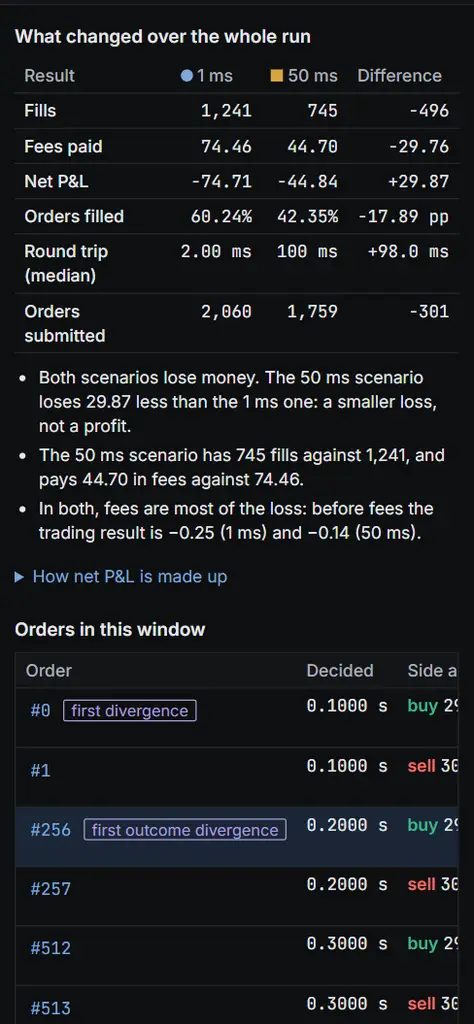 What changed over the whole run
Result 1 ms 50 ms Difference
Fills 1,241 745 -496
Fees paid 74.46 44.70 -29.76
Net P&L -74.71 -44.84 +29.87
Orders filled 60.24% 42.35% -17.89 pp
Round trip (median) 2.00 ms 100 ms +98.0 ms
Orders submitted 2,060 1,759 -301
Both scenarios lose money. The 50 ms scenario
loses 29.87 less than the 1 ms one: a smaller loss,
not a profit.
The 50 ms scenario has 745 fills against 1,241, and
pays 44.70 in fees against 74.46.
In both, fees are most of the loss: before fees the
trading result is −0.25 (1 ms) and −0.14 (50 ms).
How net P&L is made up
Orders in this window
Order Decided Side a
#0 first divergence 0.1000 s buy 29
#1 0.1000 s sell 30
#256 first outcome divergence 0.2000 s buy 29
#257 0.2000 s sell 30
#512 0.3000 s buy 29
#513 0.3000 s sell 30